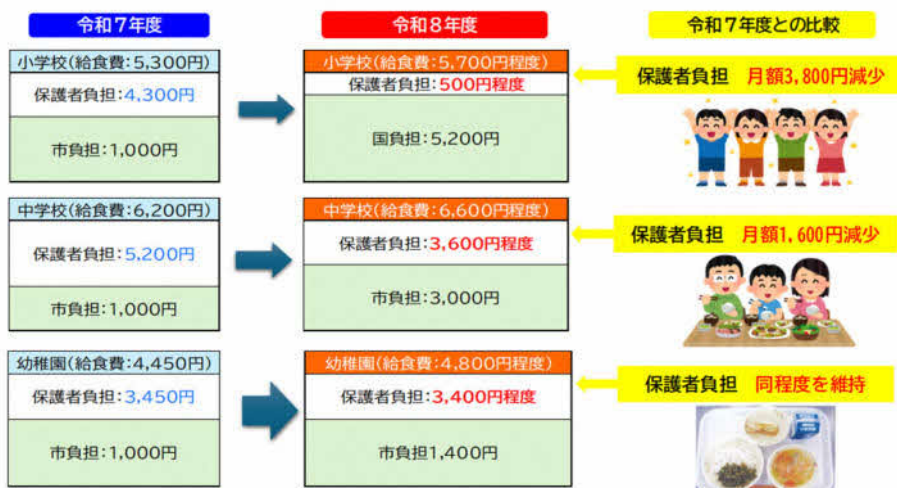 令和7年度
令和8年度
令和7年度との比較
小学校(給食費:5,300円)
保護者負担:4,300円
市負担:1,000円
小学校(給食費:5,700円程度)
保護者負担:500円程度
国負担:5,200円
保護者負担 月額3,800円減少
中学校(給食費:6,200円)
保護者負担:5,200円
市負担:1,000円
中学校(給食費:6,600円程度)
保護者負担:3,600円程度
市負担:3,000円
保護者負担 月額1,600円減少
幼稚園(給食費:4,450円)
保護者負担:3,450円
市負担:1,000円
幼稚園(給食費:4,800円程度)
保護者負担:3,400円程度
市負担1,400円
保護者負担 同程度を維持